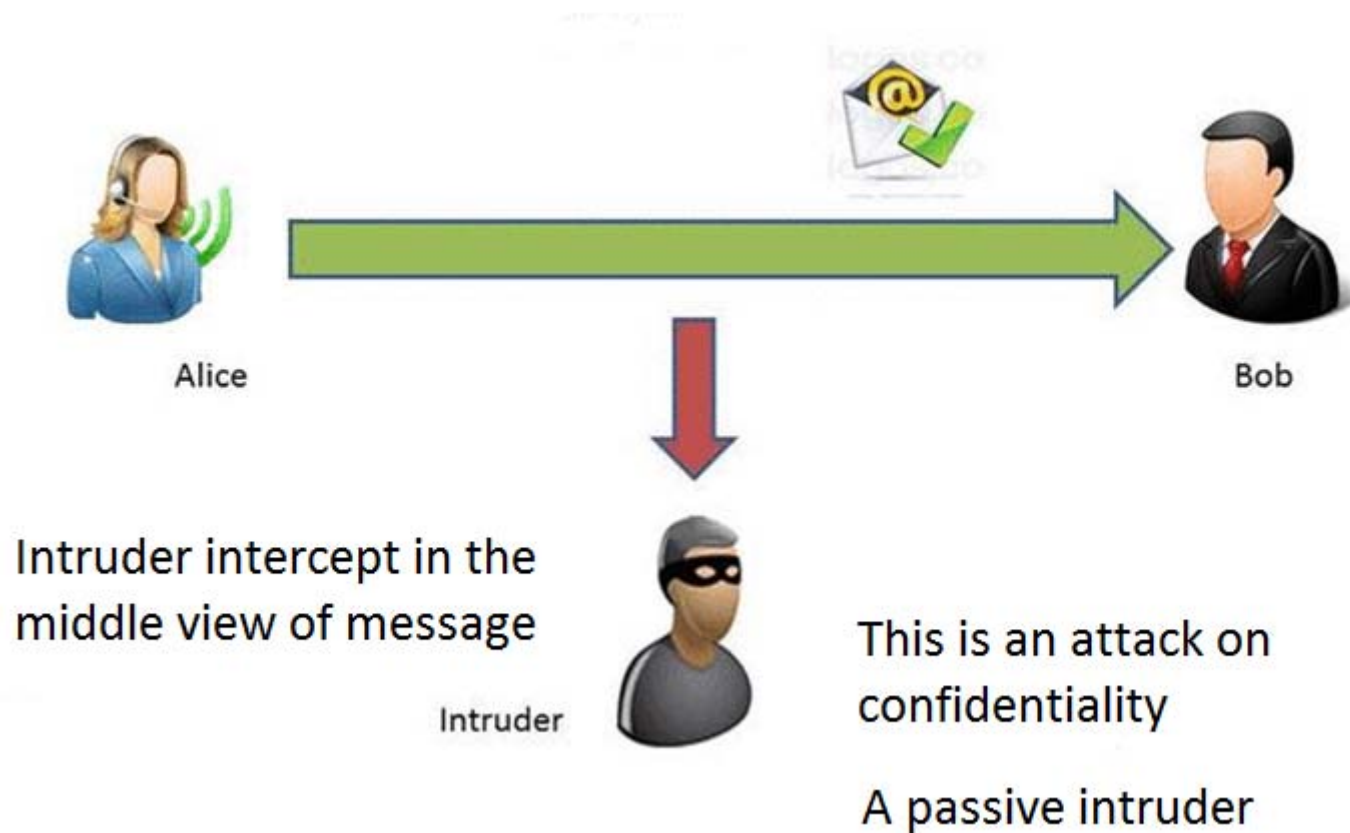 Alice
Bob
Intruder intercept in the
middle view of message
Intruder
This is an attack on
confidentiality
A passive intruder